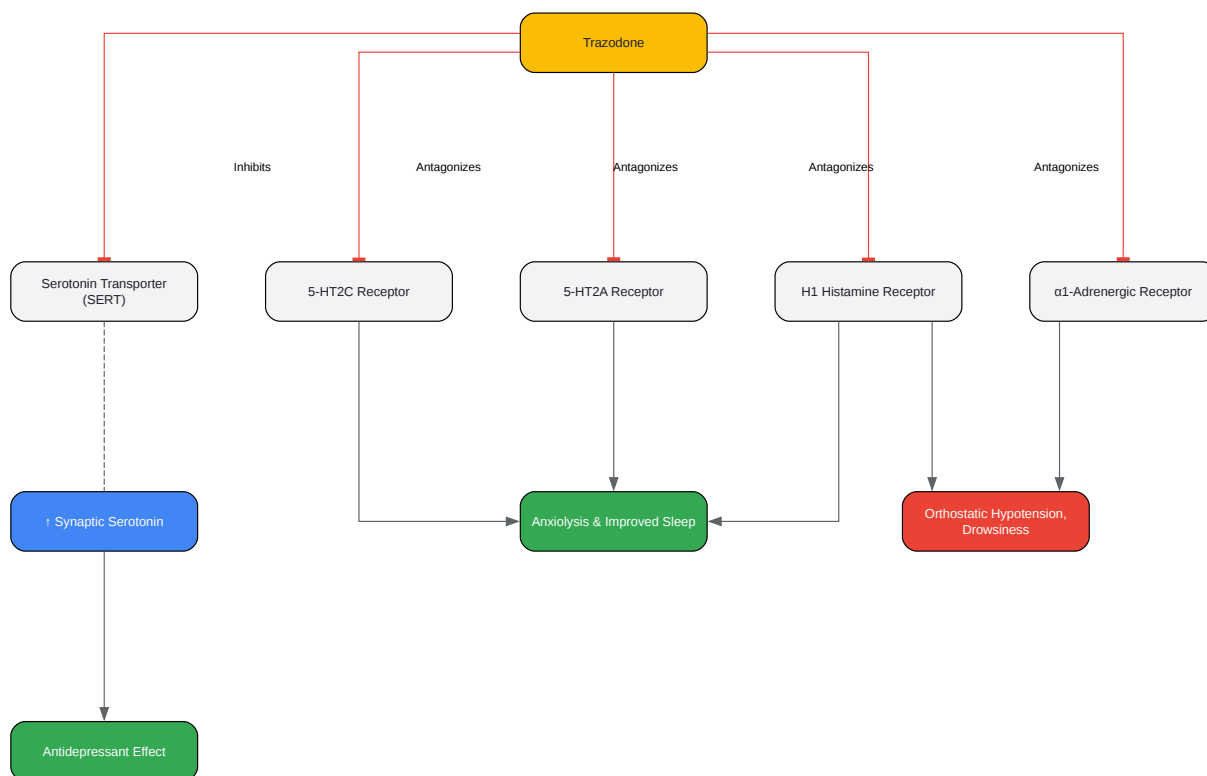 Trazodone
Inhibits
Antagonizes
Antagonizes
Antagonizes
Antagonizes
Serotonin Transporter
(SERT)
5-HT2C Receptor
5-HT2A Receptor
H1 Histamine Receptor
α1-Adrenergic Receptor
↑ Synaptic Serotonin
Anxiolysis & Improved Sleep
Orthostatic Hypotension,
Drowsiness
Antidepressant Effect